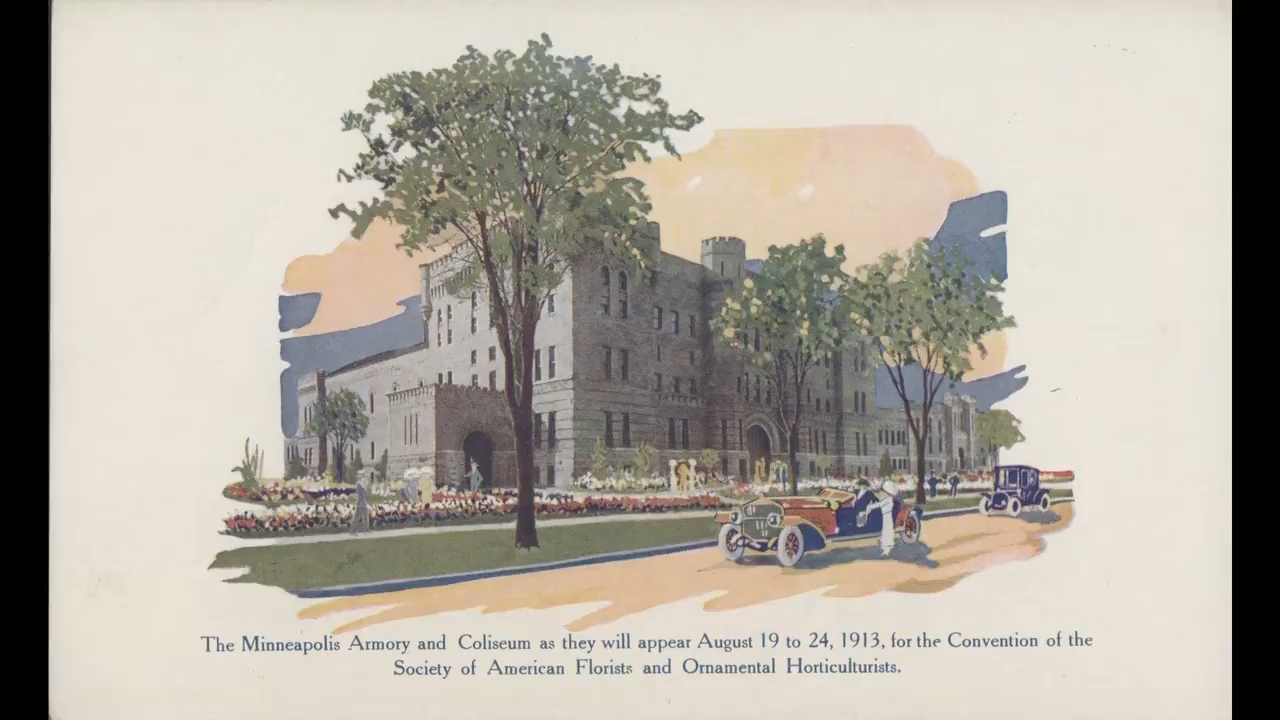 The Minneapolis Armory and Coliseum as they will appear August 19 to 24, 1913, for the Convention of the
Society of American Florists and Ornamental Horticulturists.